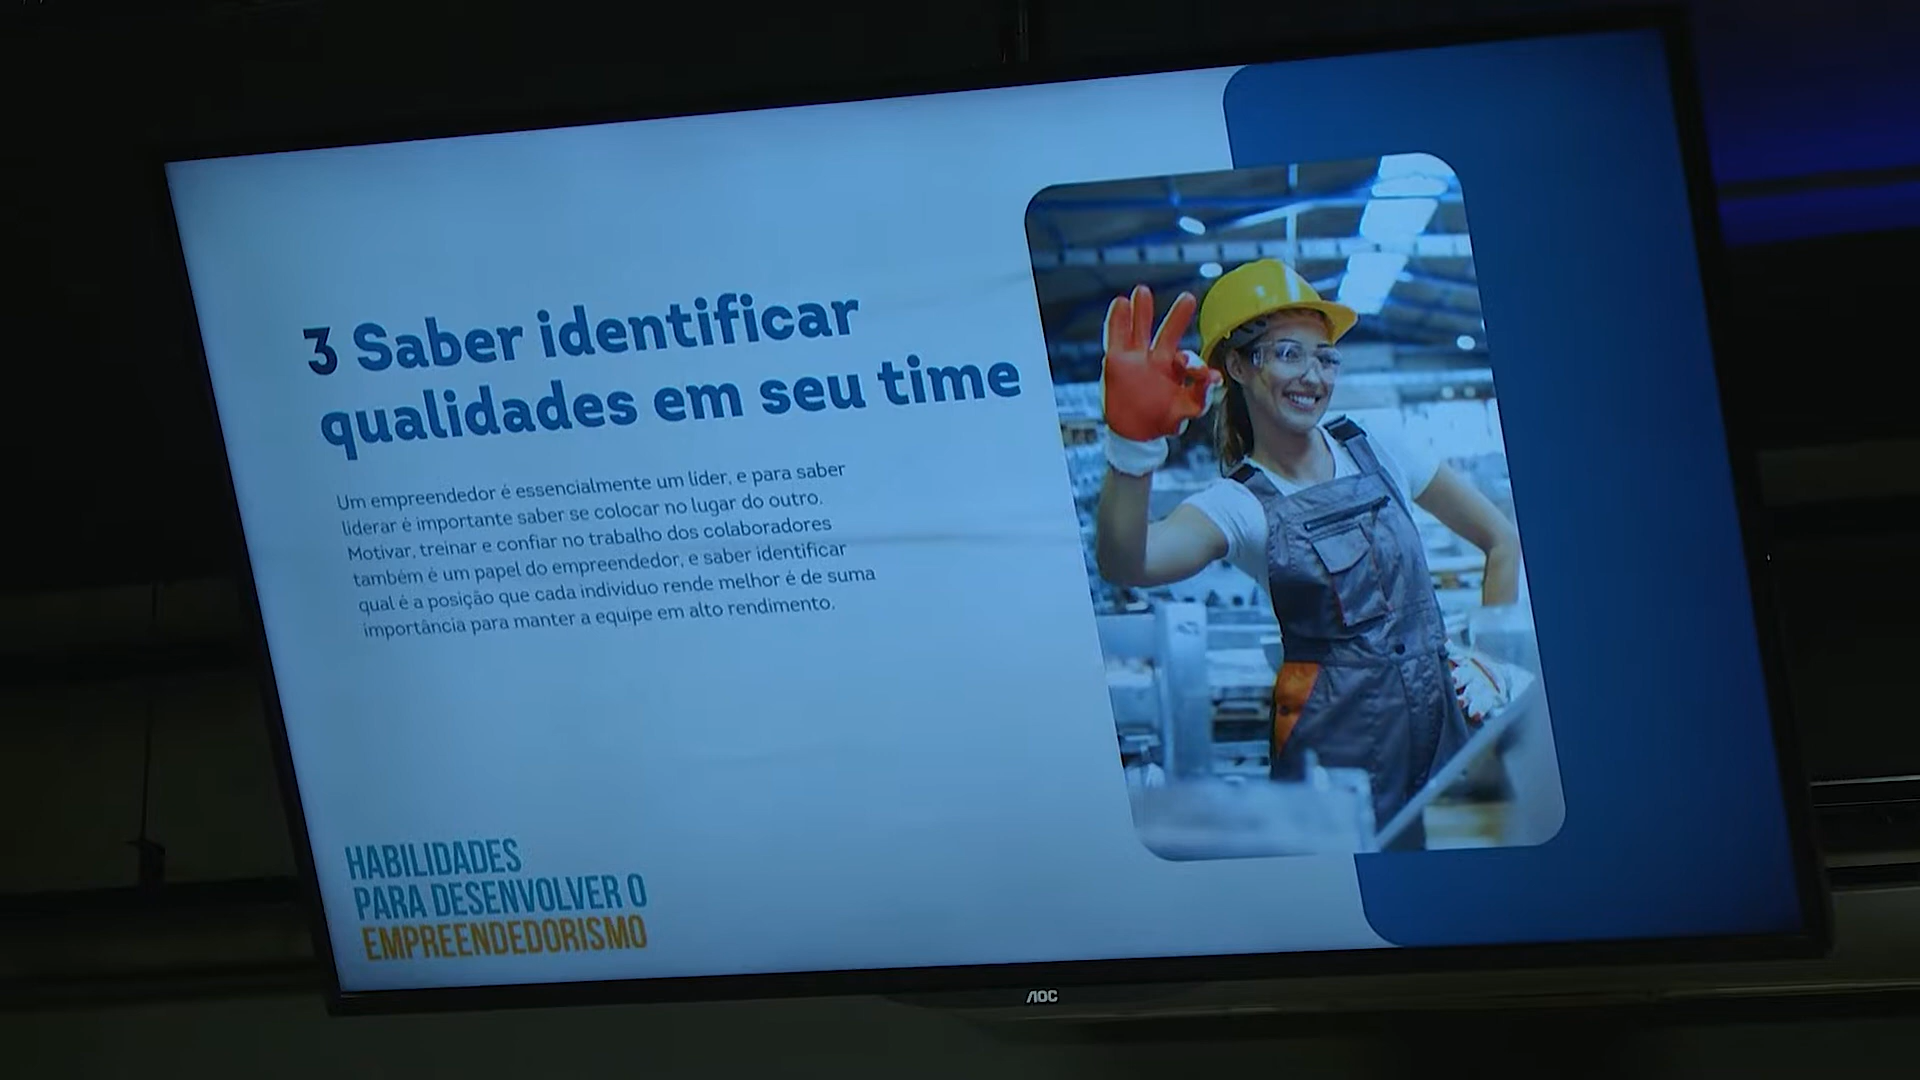 3 Saber identificar
qualidades em seu time
Um empreendedor é essencialmente um líder, e para saber
liderar é importante saber se colocar no lugar do outro.
Motivar, treinar e confiar no trabalho dos colaboradores
também é um papel do empreendedor, e saber identificar
qual é a posição que cada indivíduo rende melhor é de suma
importância para manter a equipe em alto rendimento.
HABILIDADES
PARA DESENVOLVER O
EMPREENDEDORISMO
AOC